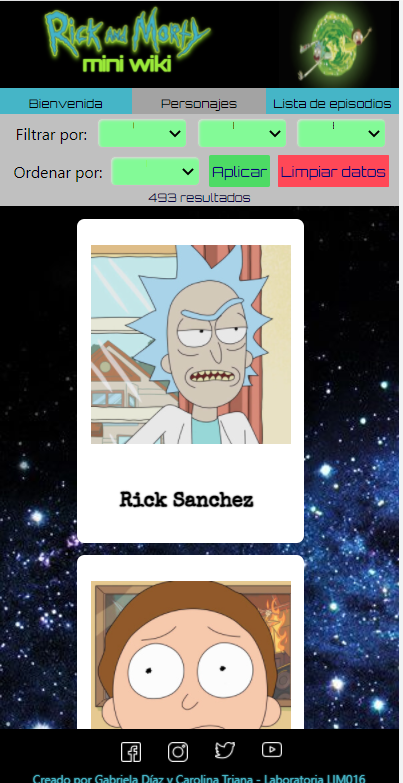 Rick and Morty
mini wiki
Bienvenida Personajes Lista de episodios
Filtrar por:
Ordenar por: Aplicar Limpiar datos
493 resultados
Rick Sanchez
Creado por Gabriela Díaz y Carolina Triana - Laboratoria UM016